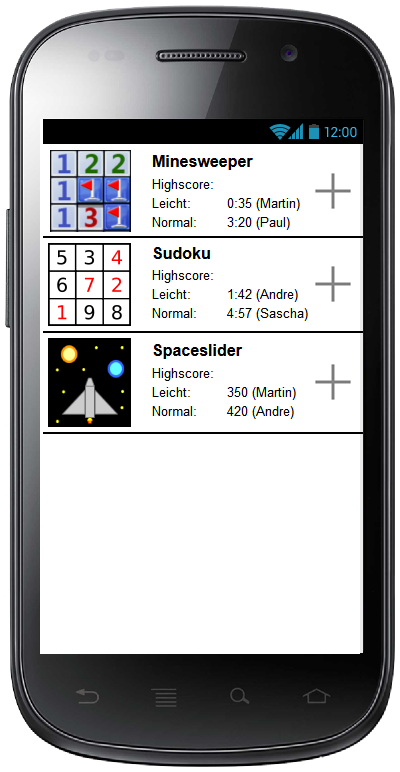 12:00
1 2 2
1
1 3
Minesweeper
Highscore:
Leicht: 0:35 (Martin)
Normal: 3:20 (Paul)
5 3 4
6 7 2
1 9 8
Sudoku
Highscore:
Leicht: 1:42 (Andre)
Normal: 4:57 (Sascha)
Spaceslider
Highscore:
Leicht: 350 (Martin)
Normal: 420 (Andre)